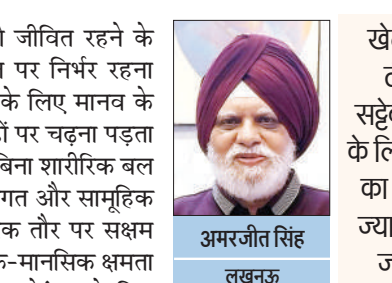 जीवित रहने के
पर निर्भर रहना
के लिए मानव के
पर चढ़ना पड़ता
बिना शारीरिक बल
गत और सामूहिक
तौर पर सक्षम
मानसिक क्षमता
अमरजीत सिंह
लखनऊ
खे
सट्टे
के लि
का
ज्या